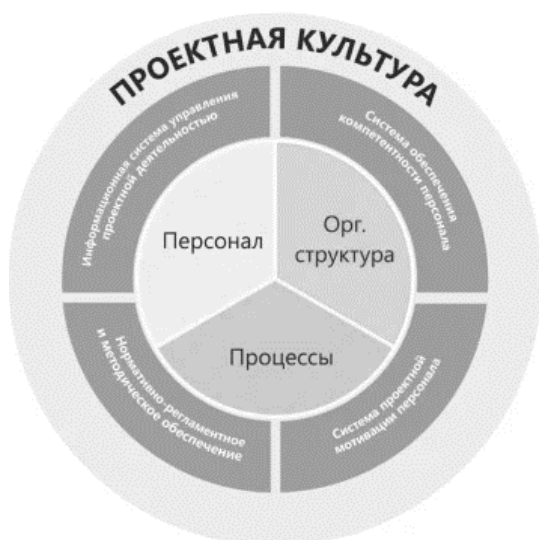 ПРОЕКТНАЯ КУЛЬТУРА
Информационная система управления
проектной деятельностью
Система обеспечения
компетентности персонала
Персонал
Орг.
структура
Процессы
Нормативно-регламентное
и методическое обеспечение
Система проектной
мотивации персонала